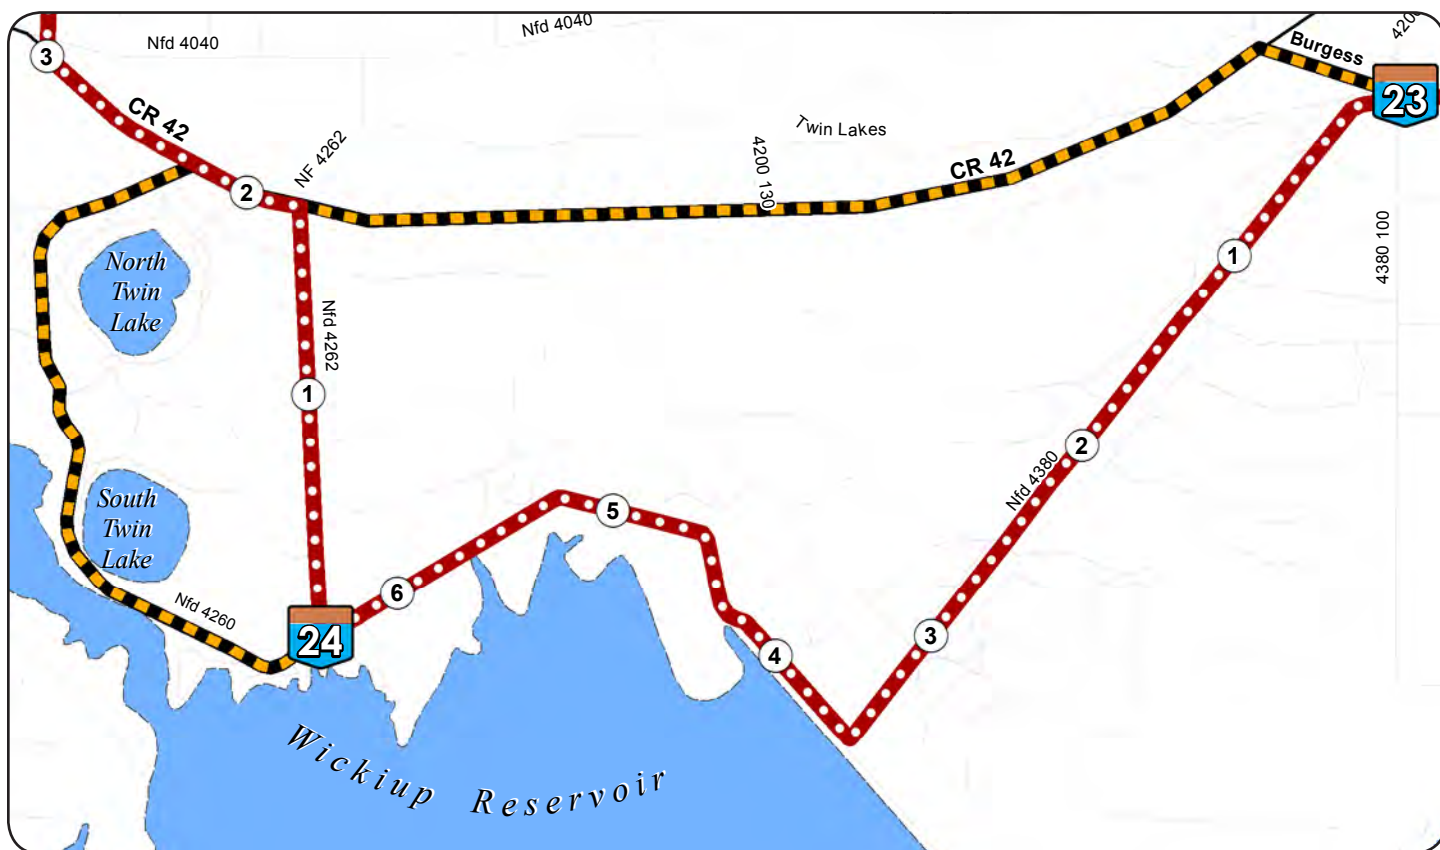 Nfd 4040
Nfd 4040
Burgess
3
CR 42
23
NF 4262
4200 130
Twin Lakes
CR 42
2
4380 100
North
Twin
Lake
1
Nfd 4262
1
2
Nfd 4380
South
Twin
Lake
5
6
Nfd 4260
24
4
3
Wickiup Reservoir